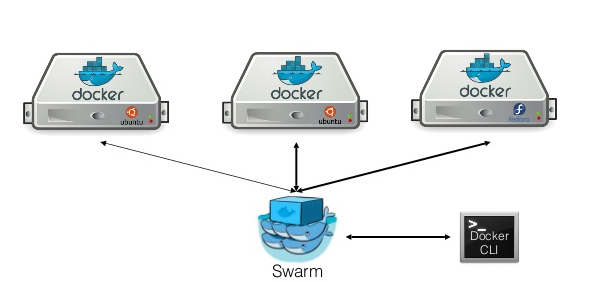 docker
ubuntu
docker
ubuntu
docker
fedora
Swarm
>_
Docker
CLI